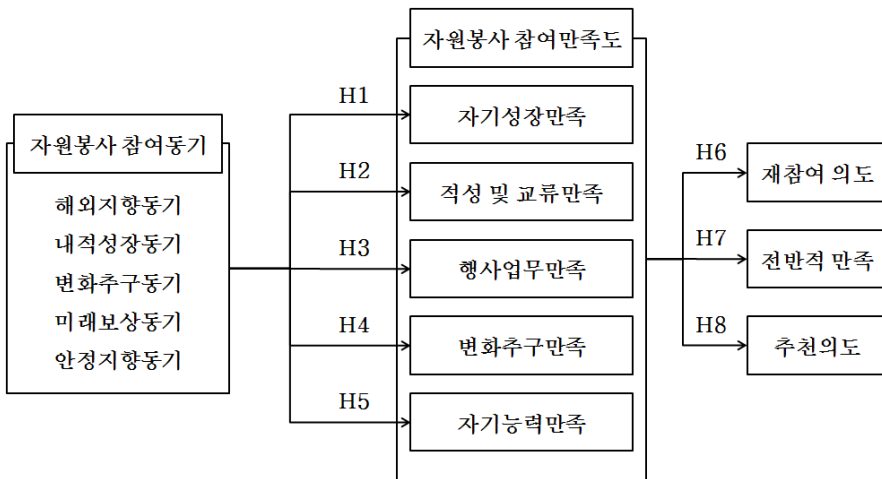 자원봉사 참여동기
해외지향동기
내적성장동기
변화추구동기
미래보상동기
안정지향동기
H1
H2
H3
H4
H5
자원봉사 참여만족도
자기성장만족
적성 및 교류만족
행사업무만족
변화추구만족
자기능력만족
H6
H7
H8
재참여 의도
전반적 만족
추천의도